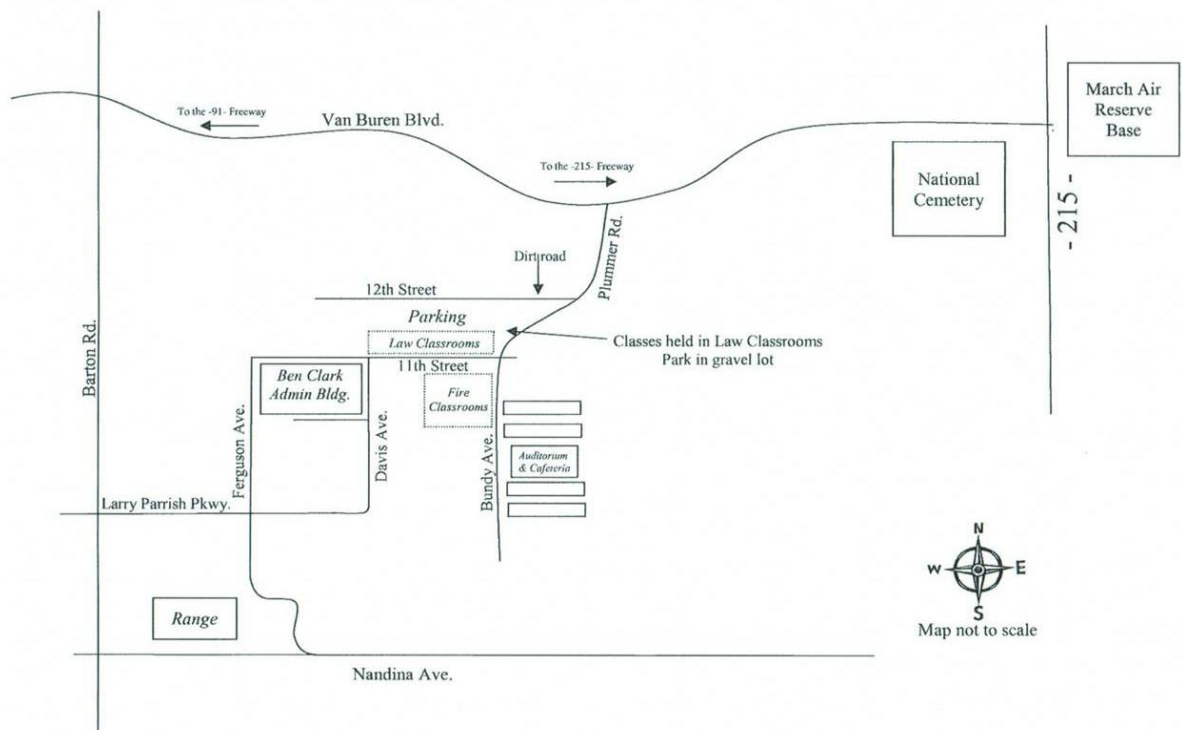 March Air
Reserve
Base
To the -91- Freeway
Van Buren Blvd.
To the -215- Freeway
National
Cemetery
- 215 -
Plummer Rd.
Dirt road
12th Street
Parking
Law Classrooms
Classes held in Law Classrooms
Park in gravel lot
Barton Rd.
11th Street
Ben Clark
Admin Bldg.
Fire
Classrooms
Ferguson Ave.
Davis Ave.
Bundy Ave.
Auditorium
& Cafeteria
Larry Parrish Pkwy.
N
W
E
S
Map not to scale
Range
Nandina Ave.